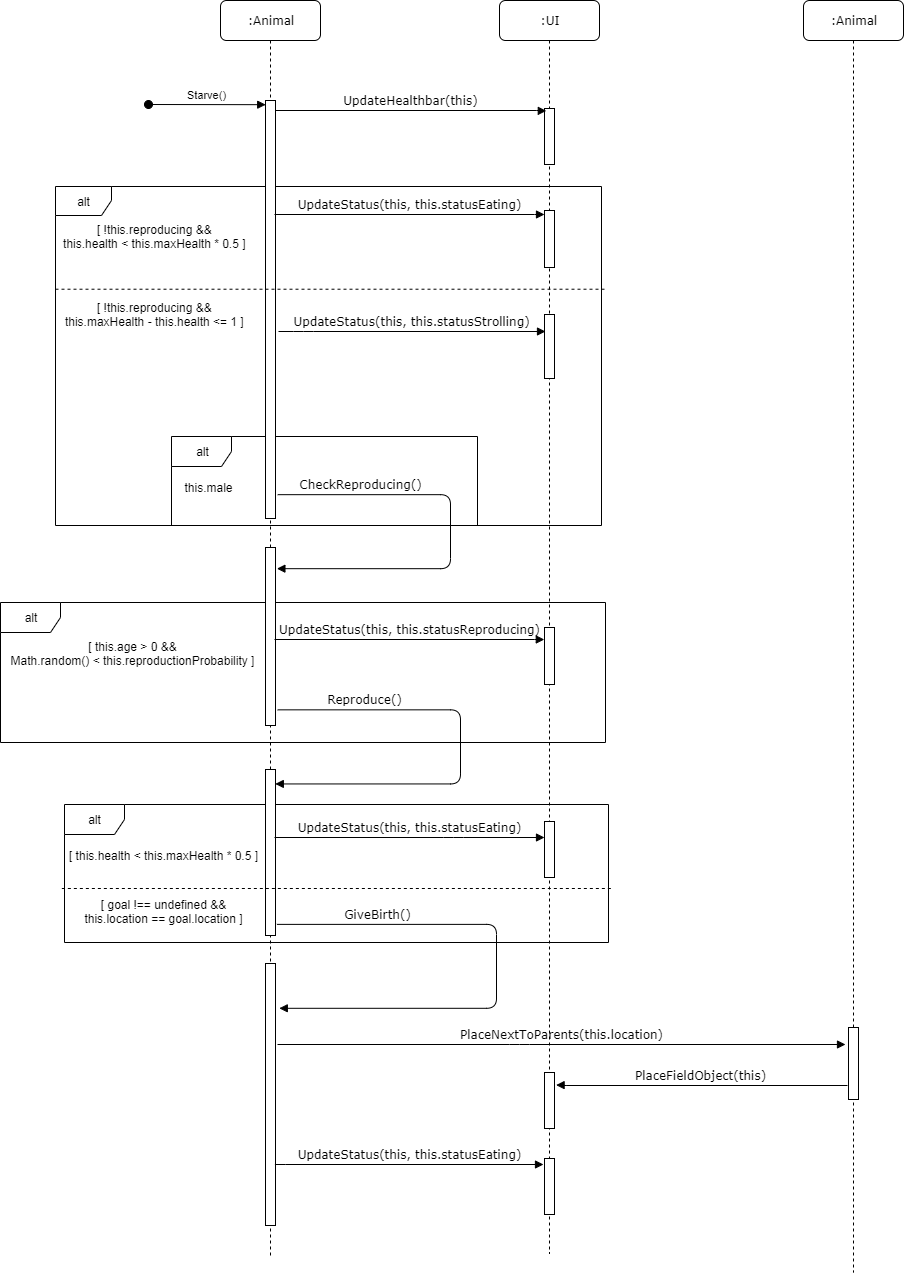 :Animal
:UI
:Animal
Starve()
UpdateHealthbar(this)
alt
UpdateStatus(this, this.statusEating)
[ !this.reproducing &&
this.health < this.maxHealth * 0.5 ]
[ !this.reproducing &&
this.maxHealth - this.health <= 1 ]
UpdateStatus(this, this.statusStrolling)
alt
this.male
CheckReproducing()
alt
UpdateStatus(this, this.statusReproducing)
[ this.age > 0 &&
Math.random() < this.reproductionProbability ]
Reproduce()
alt
UpdateStatus(this, this.statusEating)
[ this.health < this.maxHealth * 0.5 ]
[ goal !== undefined &&
this.location == goal.location ]
GiveBirth()
PlaceNextToParents(this.location)
PlaceFieldObject(this)
UpdateStatus(this, this.statusEating)